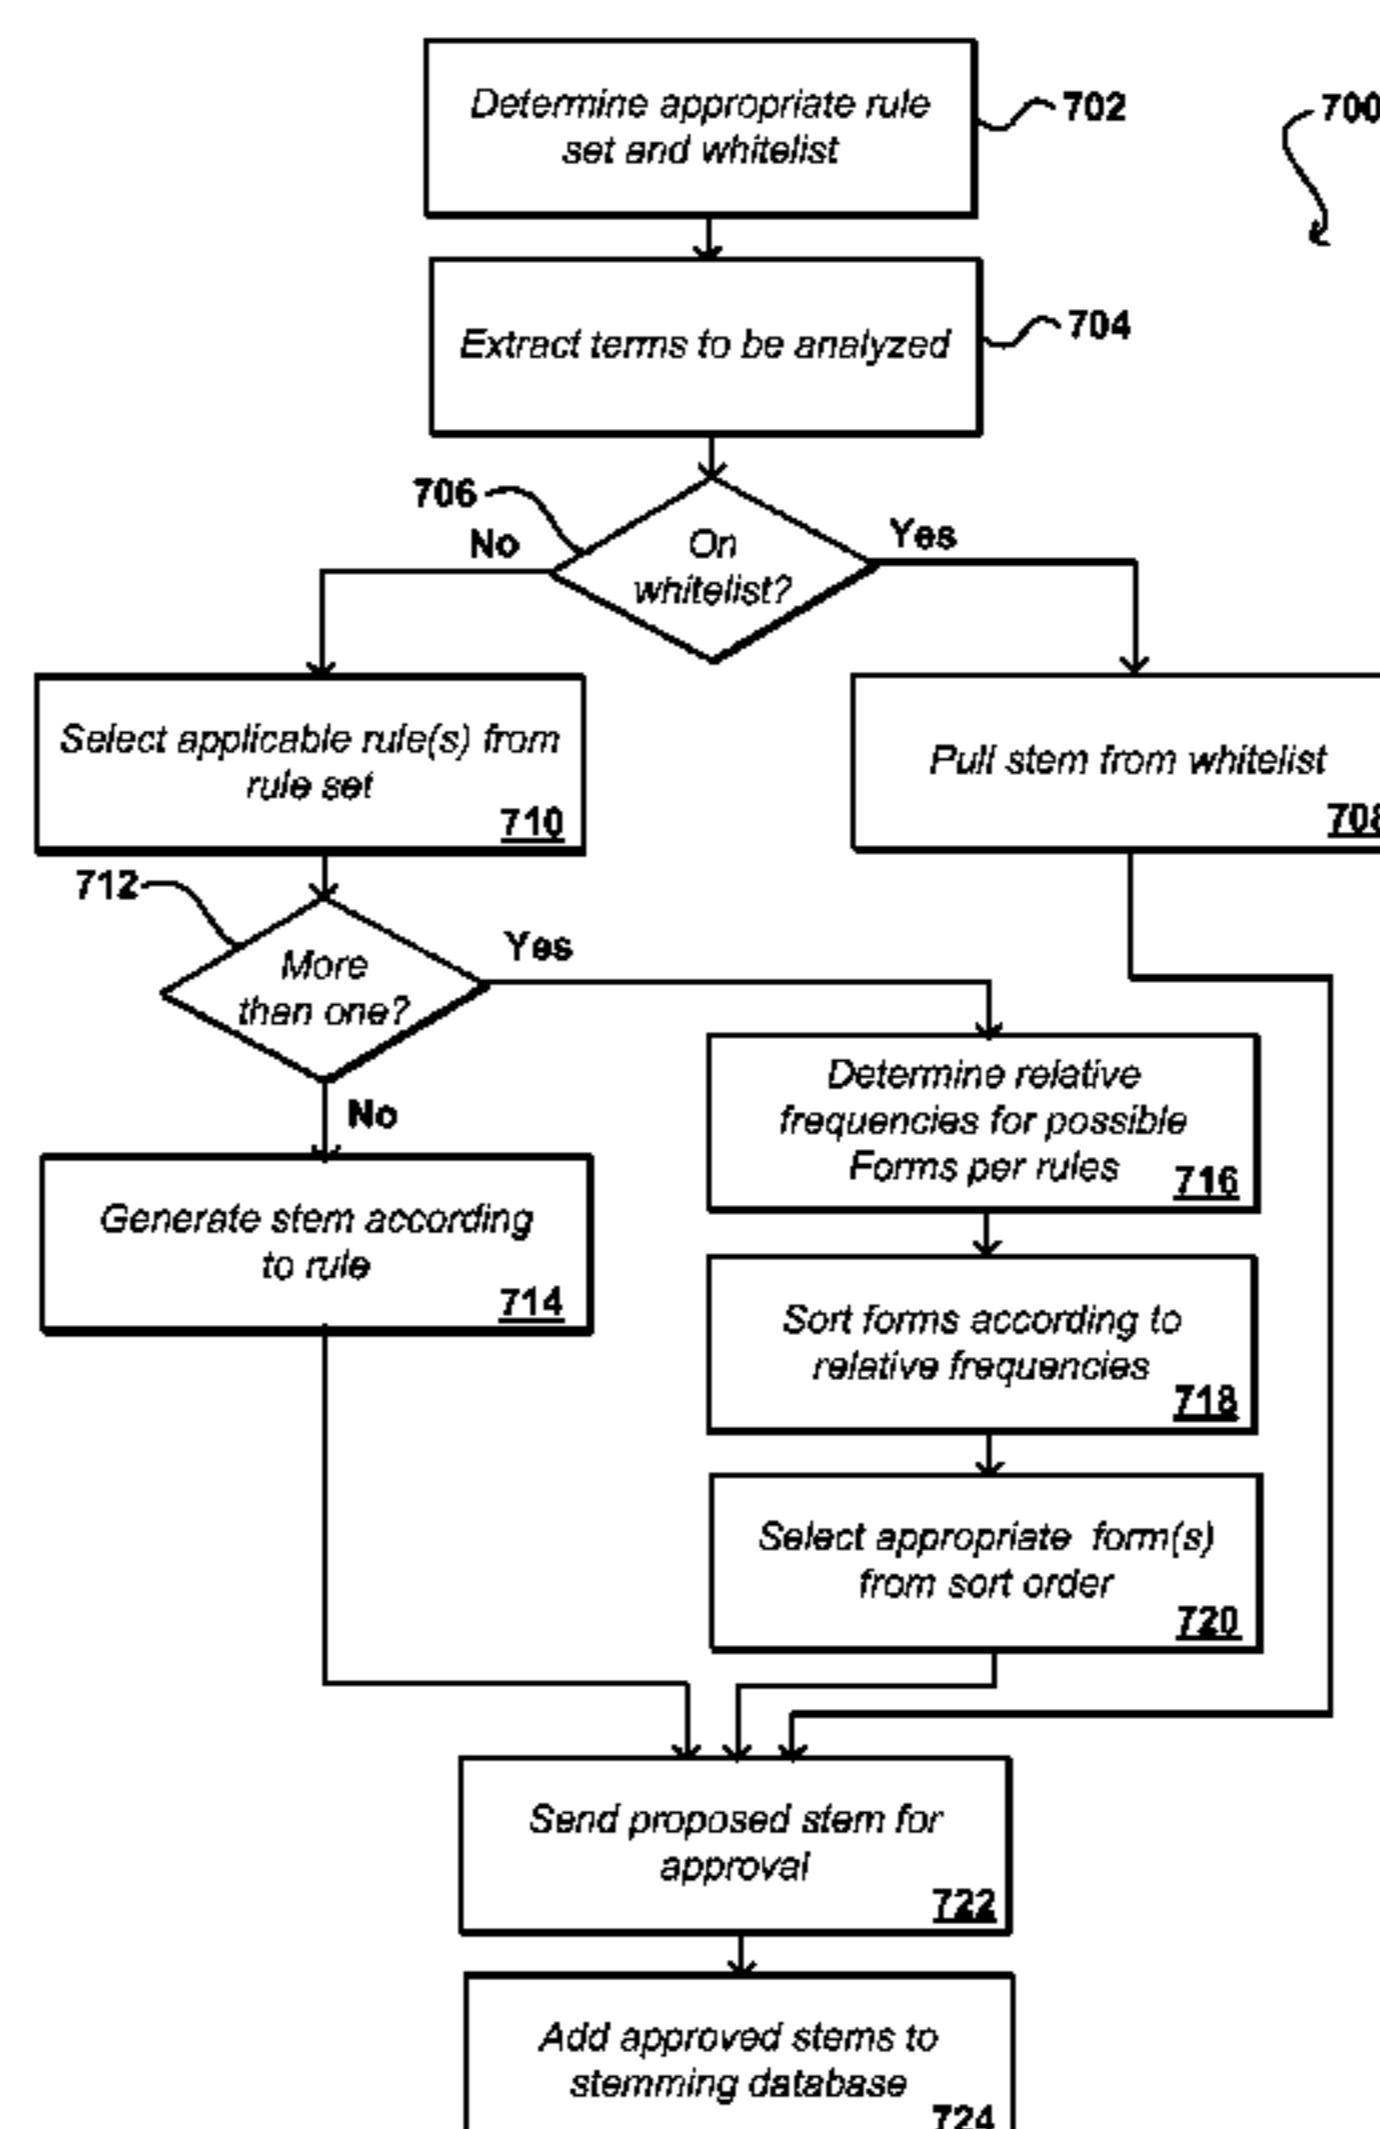 Determine appropriate rule
set and whitelist
702
700
Extract terms to be analyzed
704
706
No
On
whitelist?
Yes
Select applicable rule(s) from
rule set
710
Pull stem from whitelist
708
712
More
than one?
Yes
No
Determine relative
frequencies for possible
Forms per rules
716
Generate stem according
to rule
714
Sort forms according to
relative frequencies
718
Select appropriate form(s)
from sort order
720
Send proposed stem for
approval
722
Add approved stems to
stemming database
724